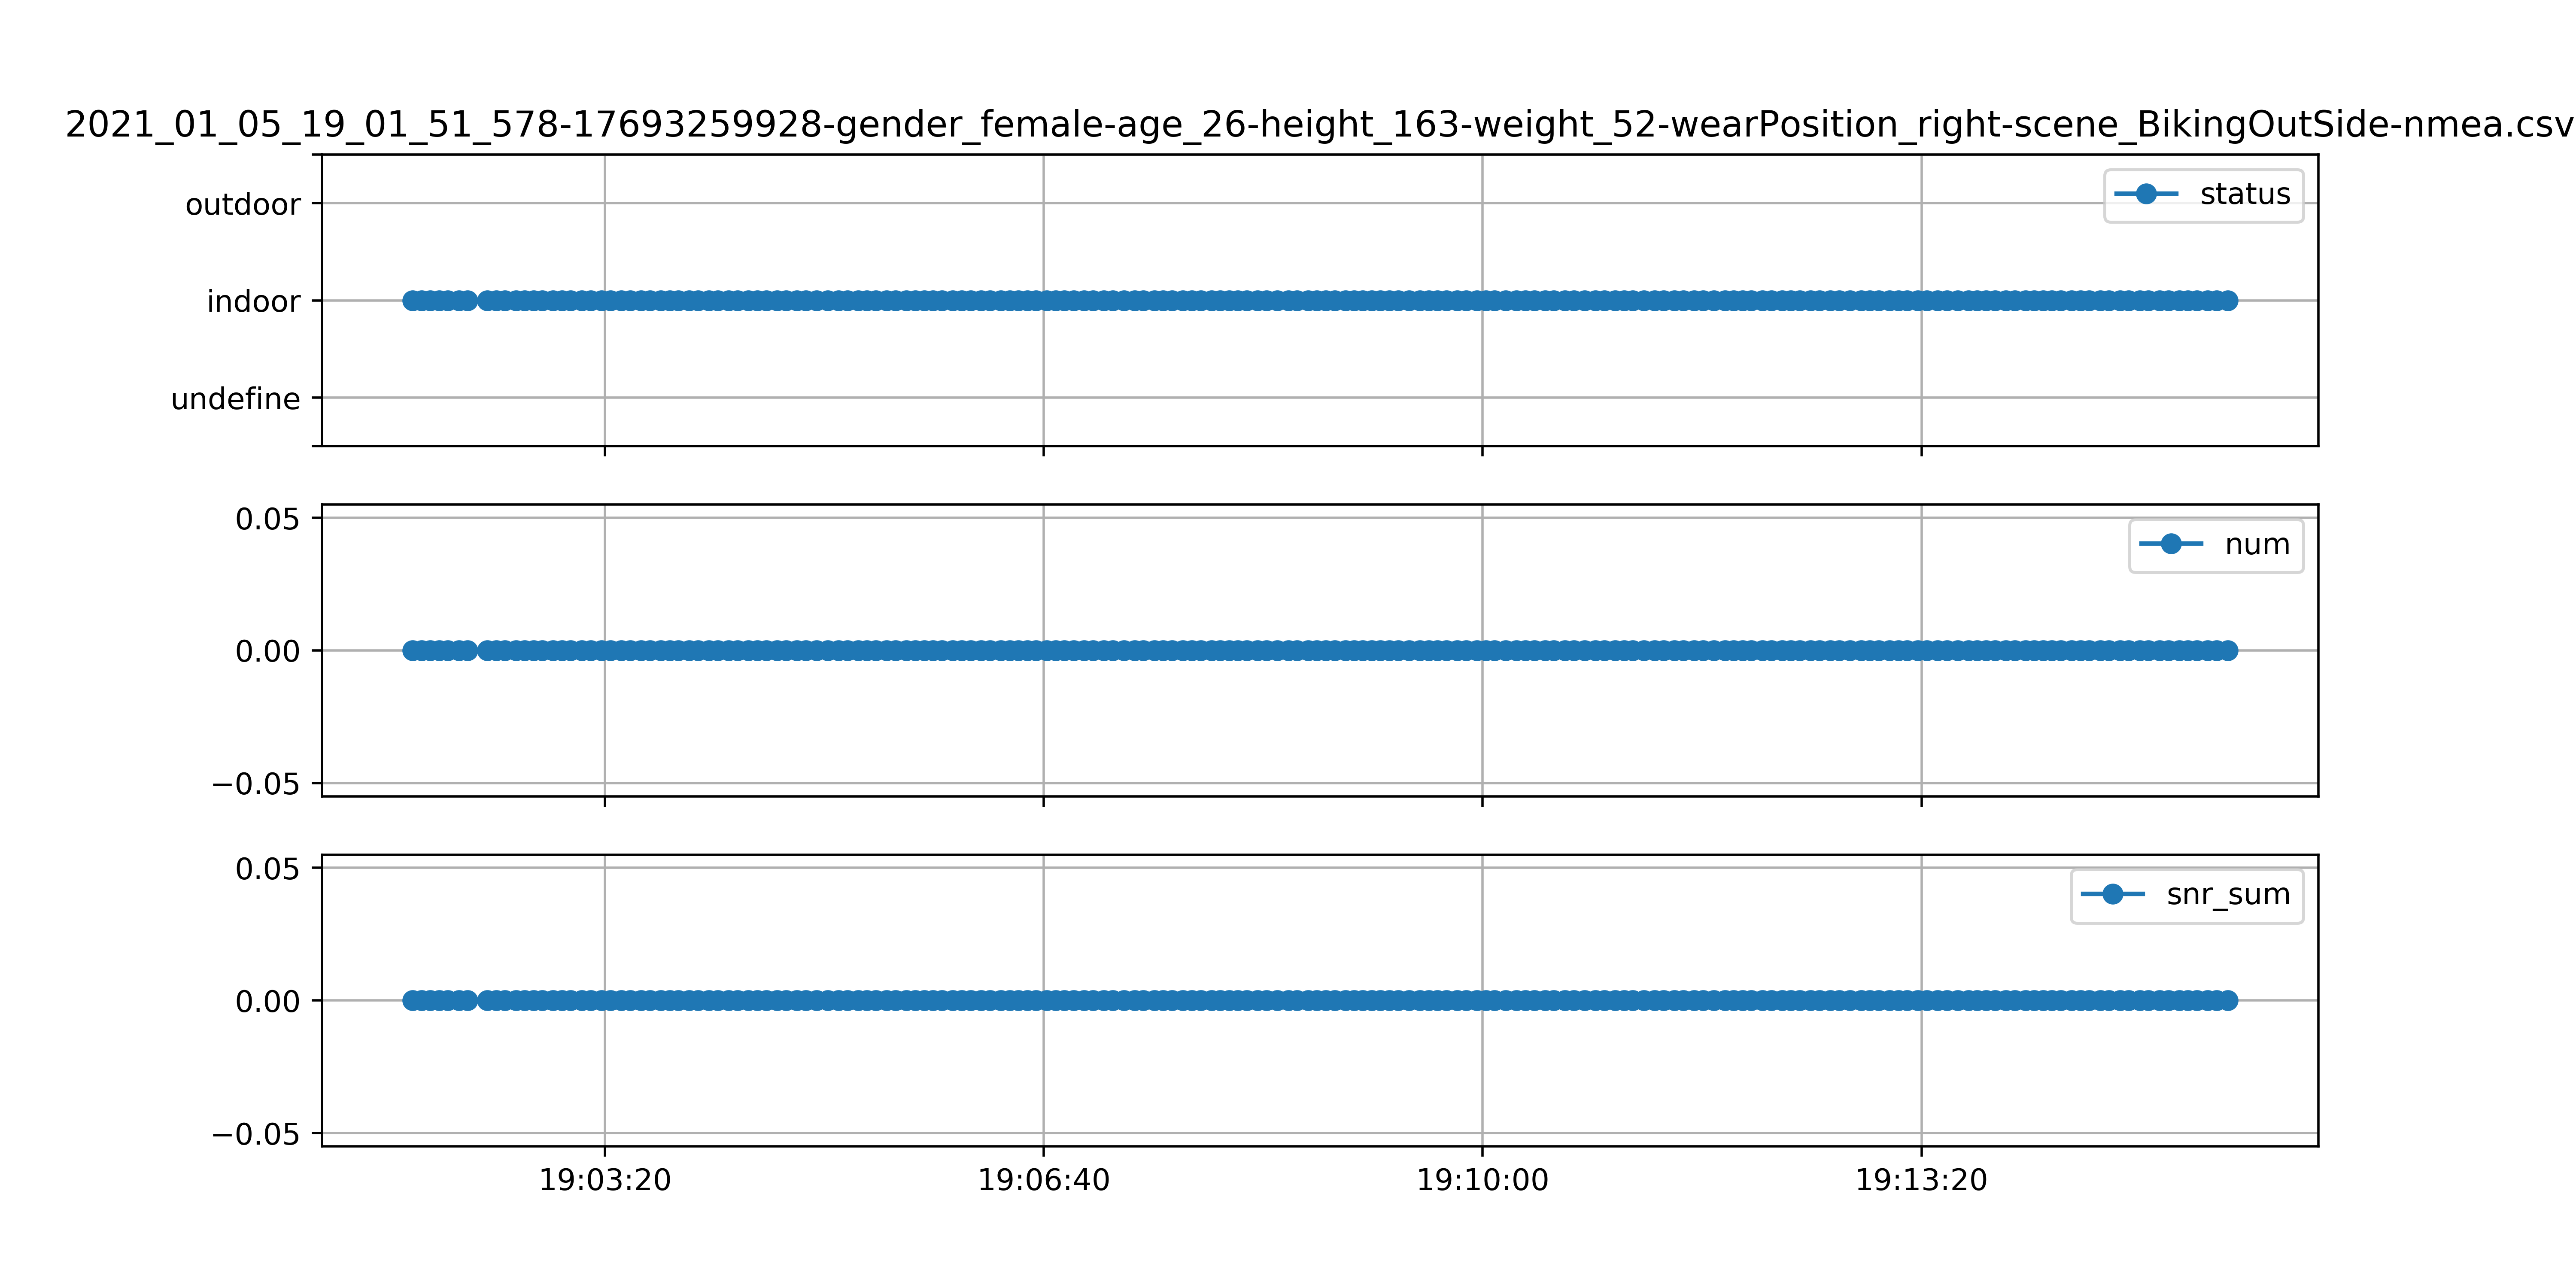 2021_01_05_19_01_51_578-17693259928-gender_female-age_26-height_163-weight_52-wearPosition_right-scene_BikingOutSide-nmea.csv
outdoor
status
indoor
undefine
0.05
num
0.00
−0.05
0.05
snr_sum
0.00
−0.05
19:03:20 19:06:40 19:10:00 19:13:20